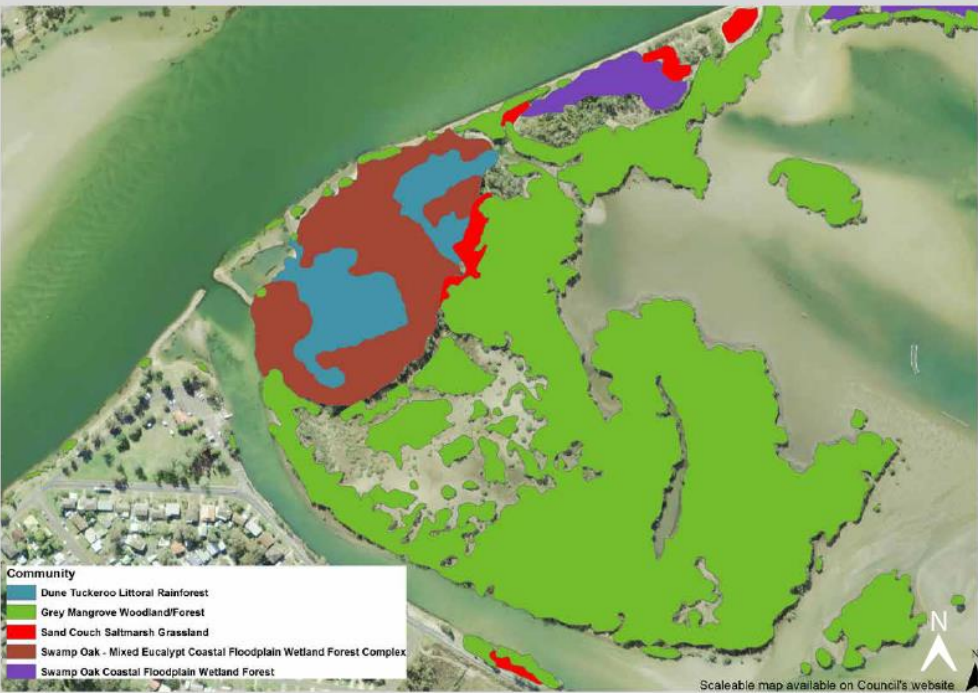 Community
Dune Tuckeroo Littoral Rainforest
Grey Mangrove Woodland/Forest
Sand Couch Saltmarsh Grassland
Swamp Oak - Mixed Eucalypt Coastal Floodplain Wetland Forest Complex
Swamp Oak Coastal Floodplain Wetland Forest
N
Scaleable map available on Council's website